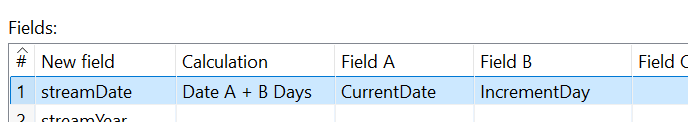 Fields:
# New field Calculation Field A Field B Field C
1 streamDate Date A + B Days CurrentDate IncrementDay
2 streamYear